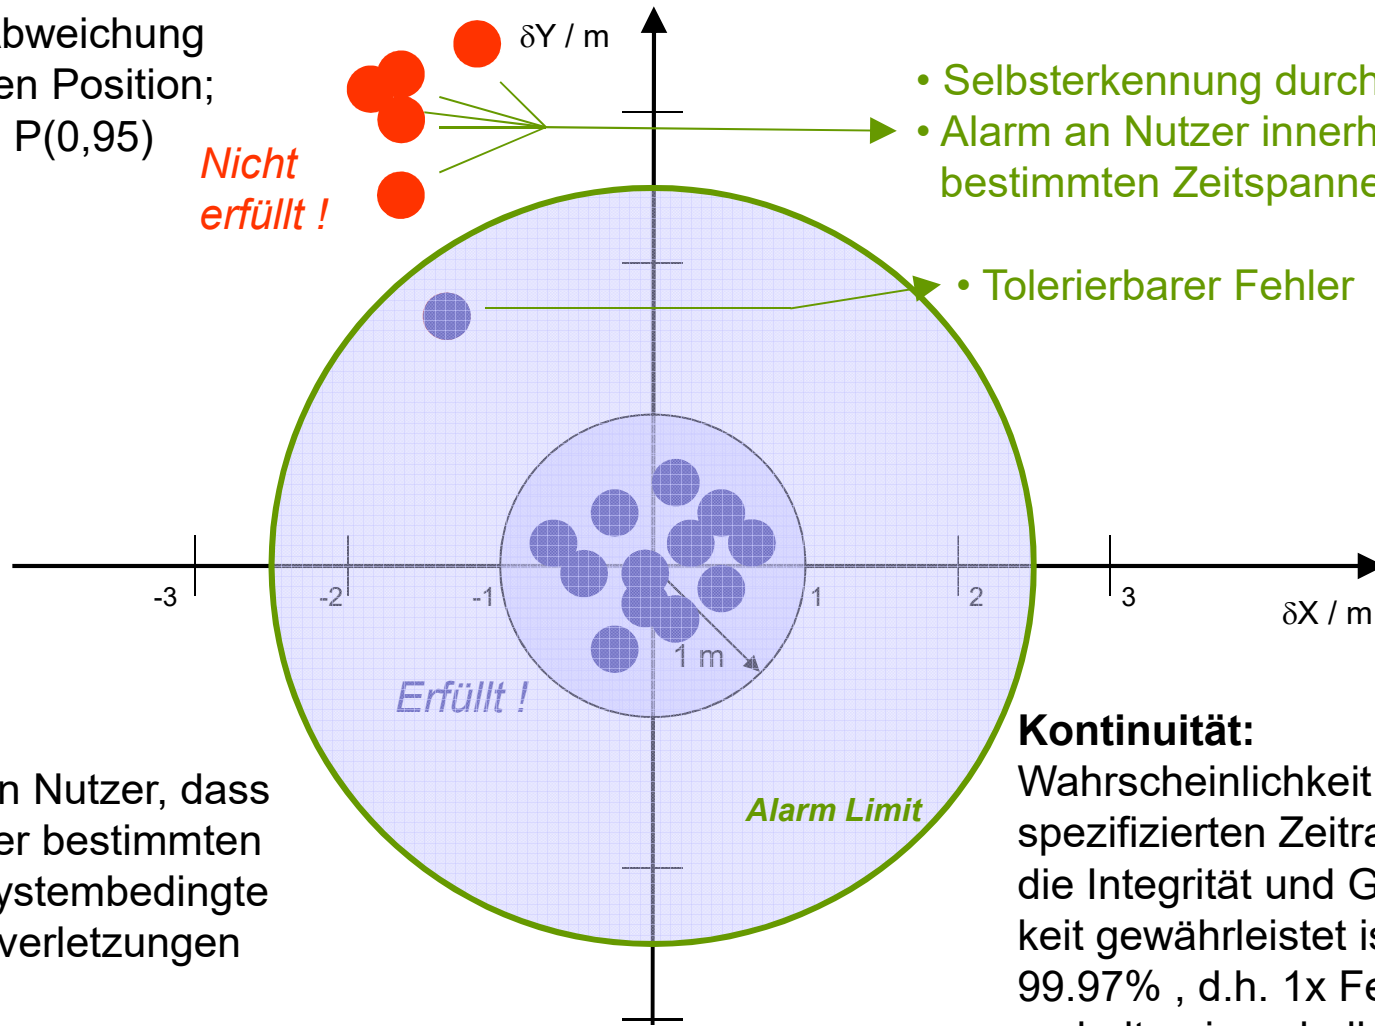 bweichung
en Position;
P(0,95)
Nicht
erfüllt !
δY / m
• Selbsterkennung durch
• Alarm an Nutzer innerh
bestimmten Zeitspanne
• Tolerierbarer Fehler
-3
-2
-1
1
2
3
δX / m
1 m
Erfüllt !
Alarm Limit
n Nutzer, dass
er bestimmten
ystembedingte
verletzungen
Kontinuität:
Wahrscheinlichkeit
spezifizierten Zeitra
die Integrität und G
keit gewährleistet is
99.97% , d.h. 1x Fe